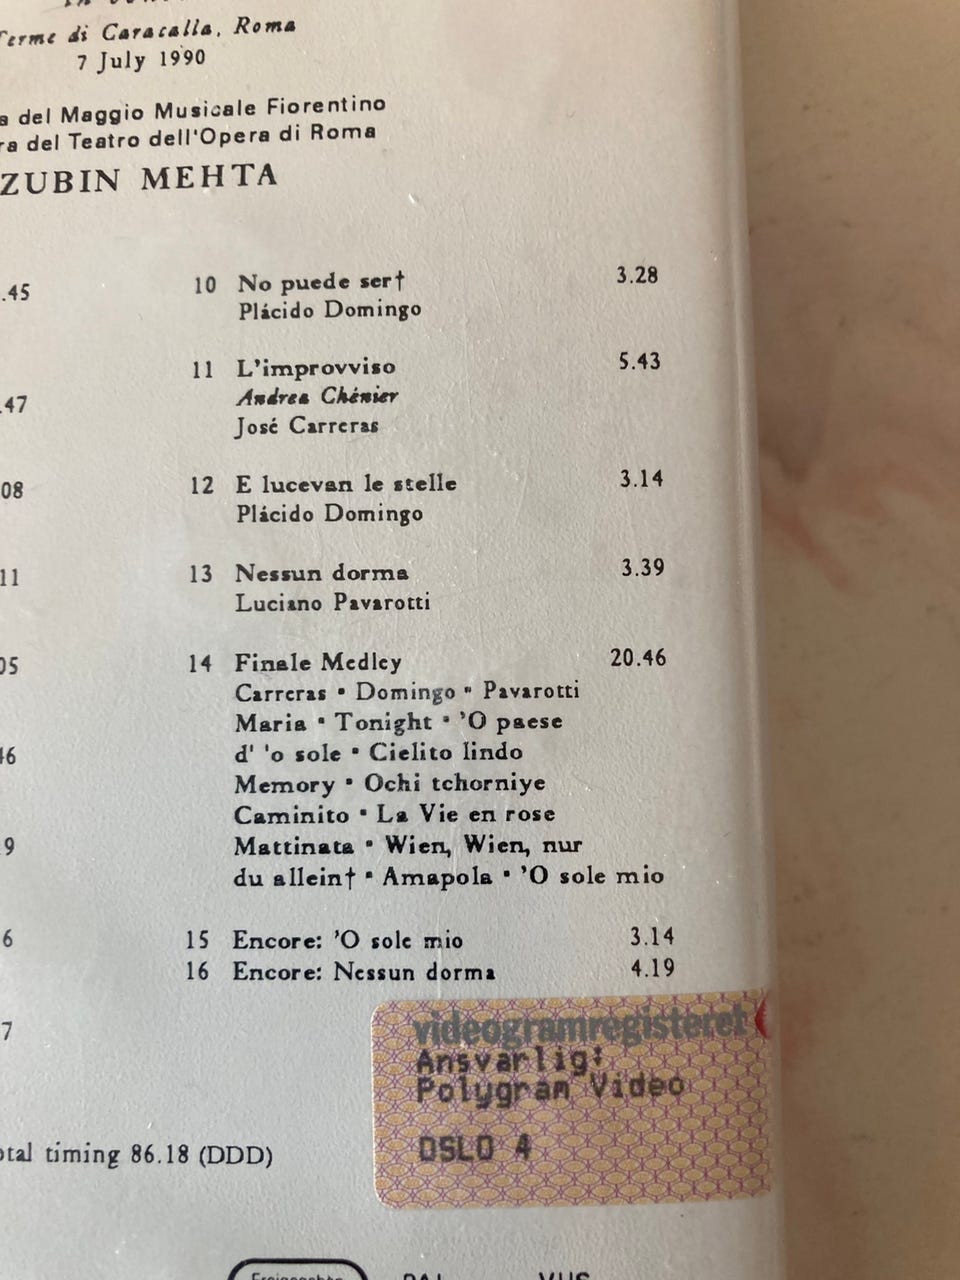 Terme di Caracalla, Roma
7 July 1990
del Maggio Musicale Fiorentino
del Teatro dell'Opera di Roma
ZUBIN MEHTA
.45
10 No puede ser† 3.28
Plácido Domingo
11 L'improvviso 5.43
.47
Andrea Chénier
José Carreras
08
12 E lucevan le stelle 3.14
Plácido Domingo
11
13 Nessun dorma 3.39
Luciano Pavarotti
05
14 Finale Medley 20.46
Carreras ▪ Domingo ▪ Pavarotti
Maria ▪ Tonight ▪ 'O paese
d' 'o sole ▪ Cielito lindo
46
Memory ▪ Ochi tchorniye
Caminito ▪ La Vie en rose
9
Mattinata ▪ Wien, Wien, nur
du allein† ▪ Amapola ▪ 'O sole mio
6
15 Encore: 'O sole mio 3.14
16 Encore: Nessun dorma 4.19
7
videogramregisteret
Ansvarlig:
Polygram Video
OSLO 4
timing 86.18 (DDD)
PAL VHS